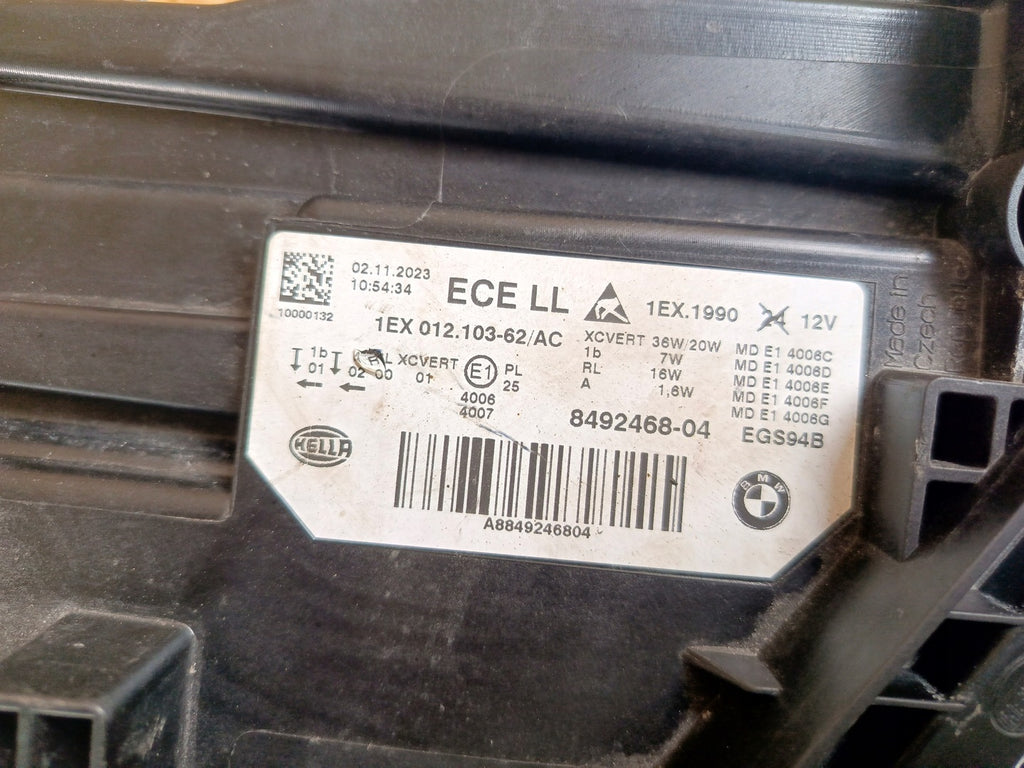 02.11.2023
10:54:34
10000132
ECE LL
1EX.1990
24 12V
1EX 012.103-62/AC
XCVERT 36W/20W
1b 7W
RL 16W
A 1,6W
MD E1 4006C
MD E1 4006D
MD E1 4006E
MD E1 4006F
MD E1 4006G
1b RL XCVERT
01 02 00 01
E1
PL
25
4006
4007
8492468-04
EGS94B
HELLA
A8849246804
BMW
Made in
Czech